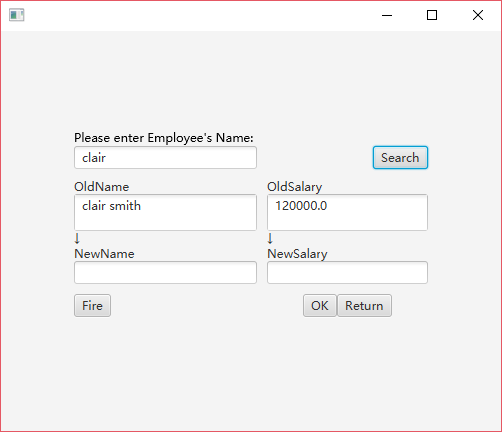 Please enter Employee's Name:
clair Search
OldName OldSalary
clair smith 120000.0
↓ ↓
NewName NewSalary
Fire OK Return